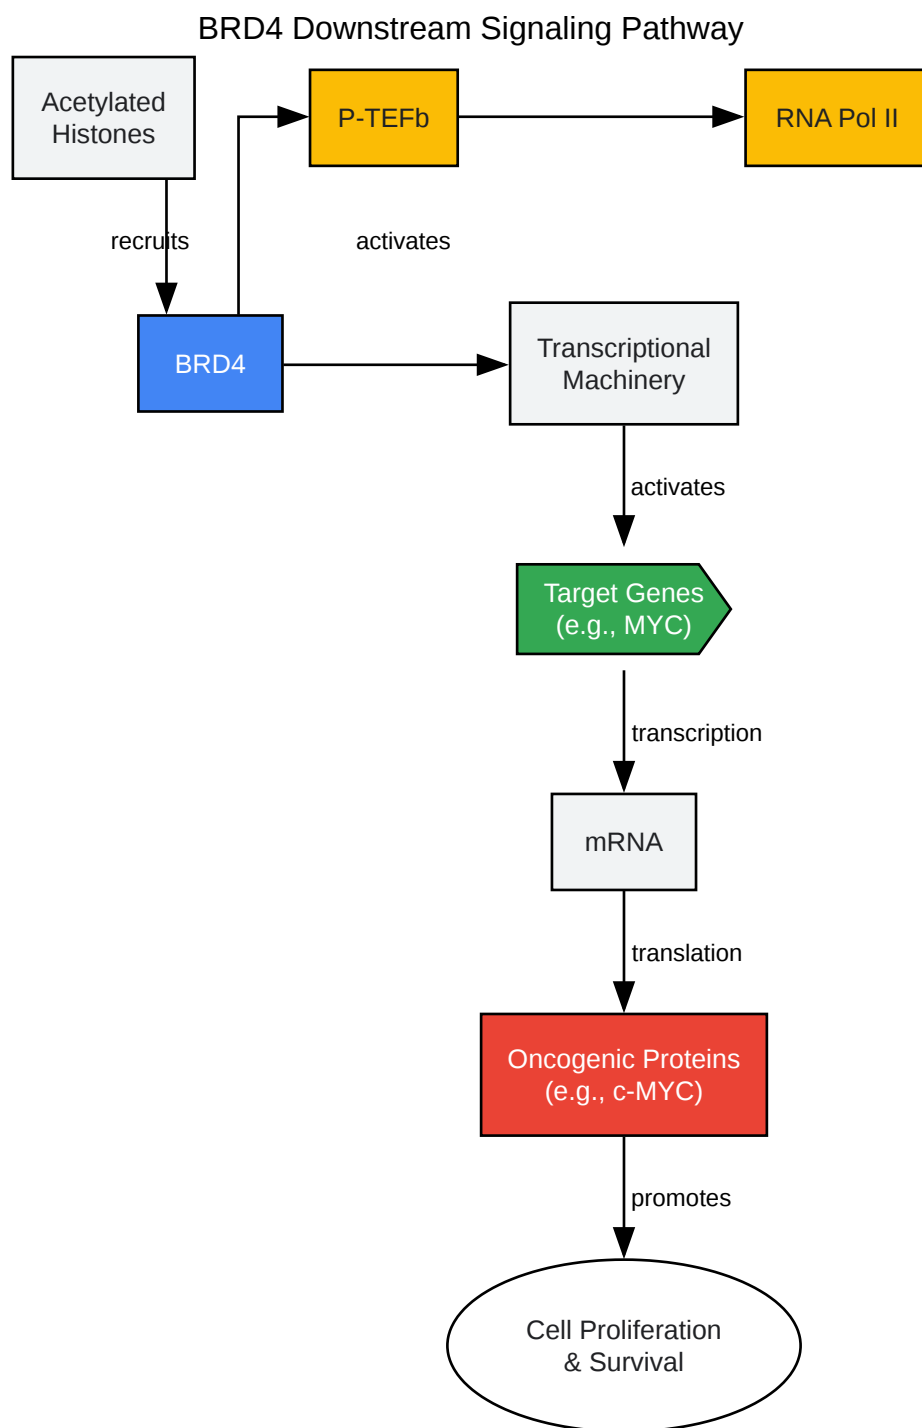 BRD4 Downstream Signaling Pathway
Acetylated
Histones
P-TEFb
RNA Pol II
recruits
activates
BRD4
Transcriptional
Machinery
activates
Target Genes
(e.g., MYC)
transcription
mRNA
translation
Oncogenic Proteins
(e.g., c-MYC)
promotes
Cell Proliferation
& Survival